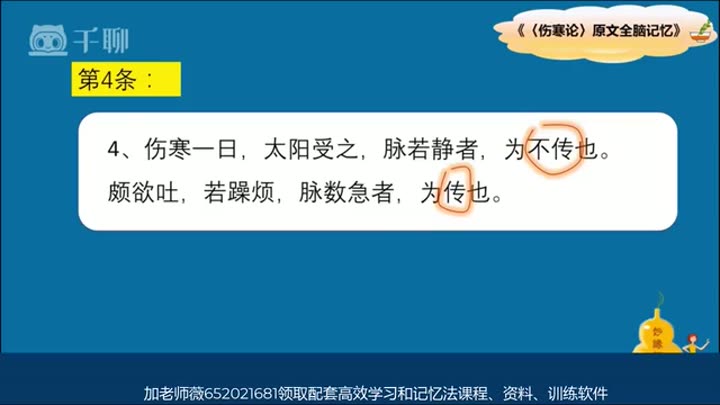 千聊
《〈伤寒论〉原文全脑记忆》
第4条：
4、伤寒一日，太阳受之，脉若静者，为不传也。
颇欲吐，若躁烦，脉数急者，为传也。
加老师薇652021681领取配套高效学习和记忆法课程、资料、训练软件